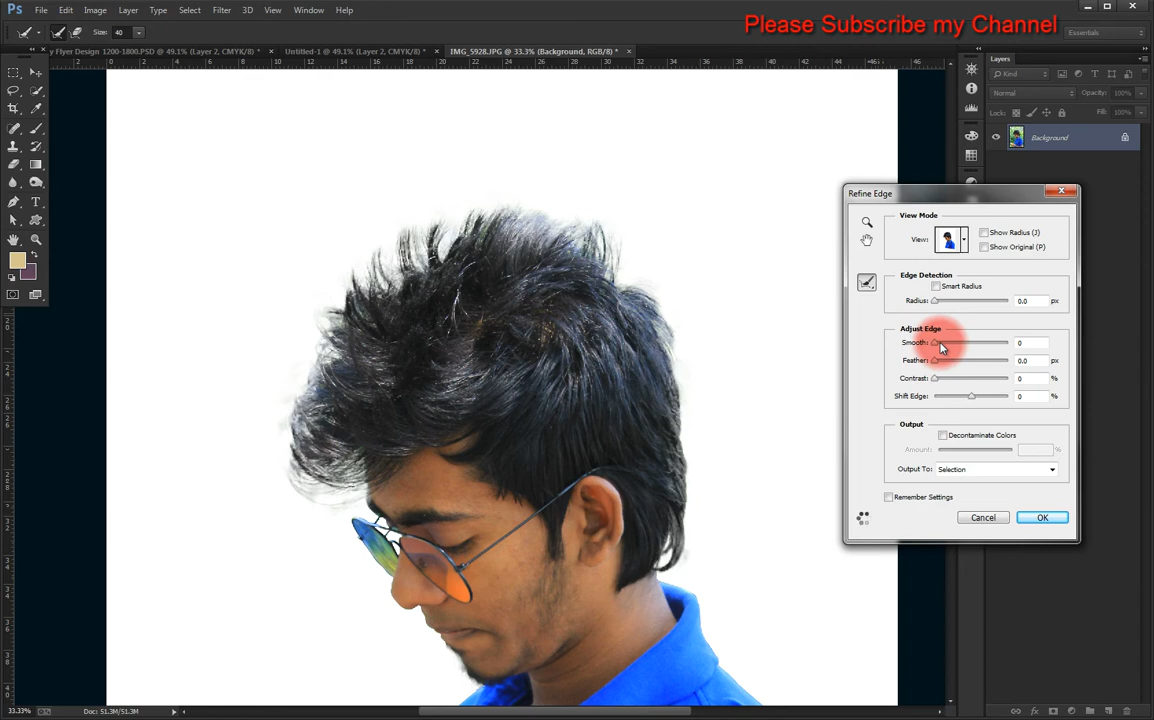 Ps File Edit Image Layer Type Select Filter 3D View Window Help
Please Subscribe my Channel
Size: 40
Essentials
y Flyer Design 1200-1800.PSD @ 49.1% (Layer 2, CMYK/8) * × Untitled-1 @ 49.1% (Layer 2, CMYK/8) * × IMG_5928.JPG @ 33.3% (Background, RGB/8) * ×
Layers
Kind
Normal Opacity: 100%
Lock: Fill: 100%
Background
Refine Edge
View Mode
View:
Show Radius (J)
Show Original (P)
Edge Detection
Smart Radius
Radius: 0.0 px
Adjust Edge
Smooth: 0
Feather: 0.0 px
Contrast: 0 %
Shift Edge: 0 %
Output
Decontaminate Colors
Amount: %
Output To: Selection
Remember Settings
Cancel OK
33.33% Doc: 51.3M/51.3M